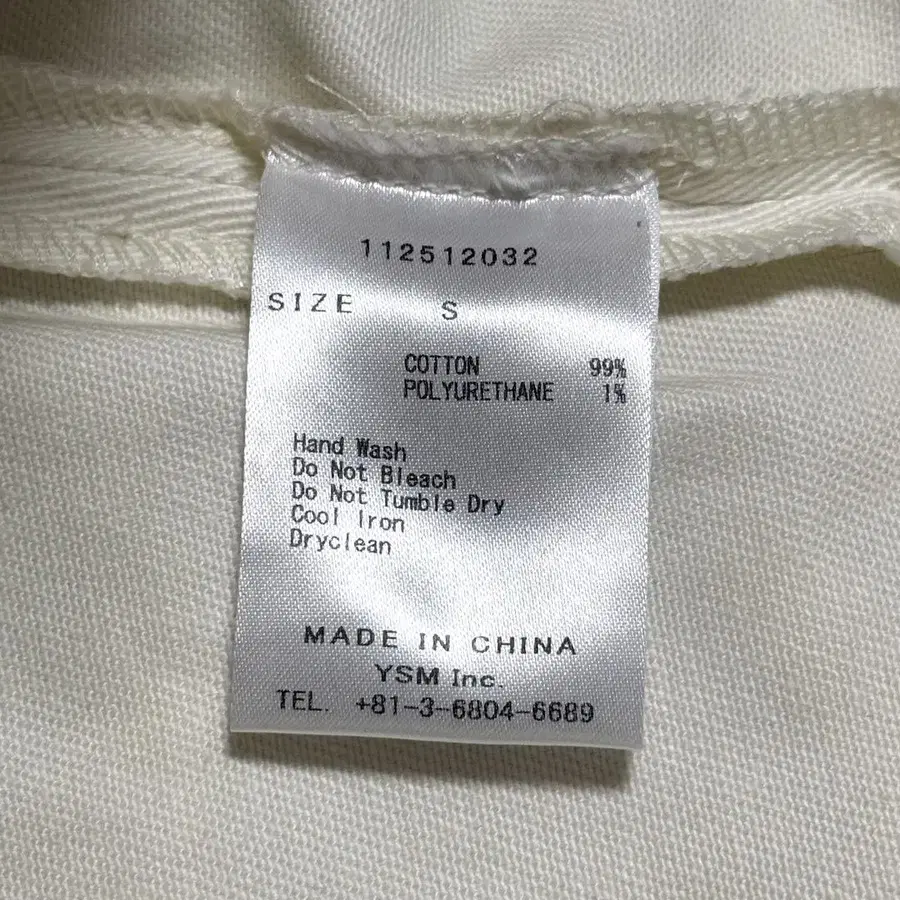 112512032
SIZE S
COTTON 99%
POLYURETHANE 1%
Hand Wash
Do Not Bleach
Do Not Tumble Dry
Cool Iron
Dryclean
MADE IN CHINA
YSM Inc.
TEL. +81-3-6804-6689